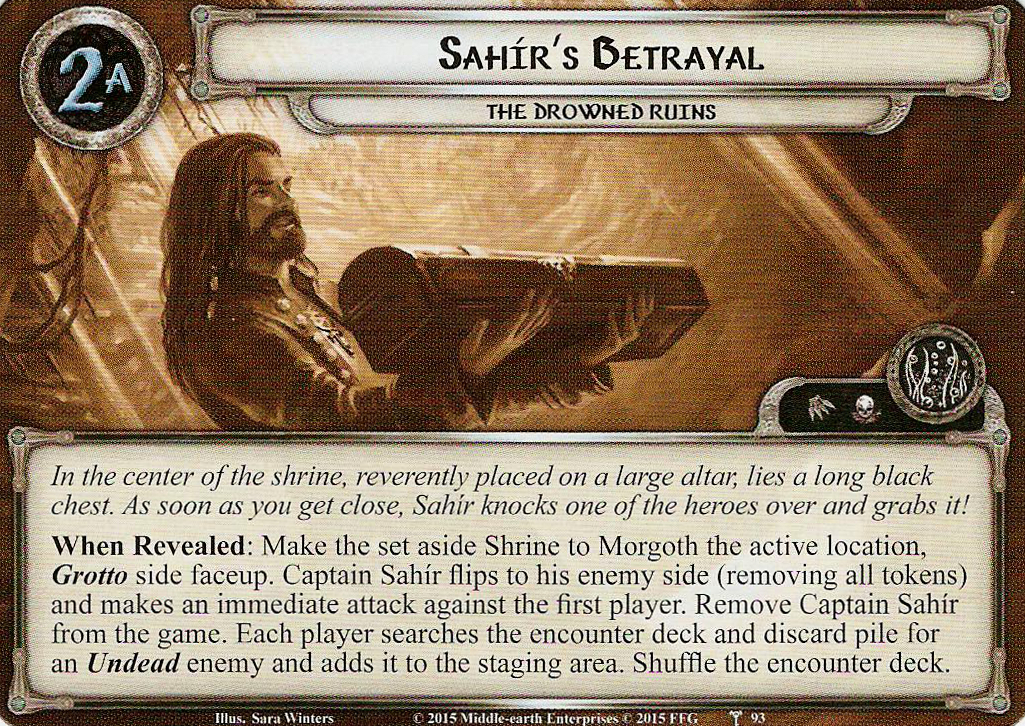 2A
SAHÍR'S BETRAYAL
THE DROWNED RUINS
In the center of the shrine, reverently placed on a large altar, lies a long black
chest. As soon as you get close, Sahír knocks one of the heroes over and grabs it!
When Revealed: Make the set aside Shrine to Morgoth the active location,
Grotto side faceup. Captain Sahír flips to his enemy side (removing all tokens)
and makes an immediate attack against the first player. Remove Captain Sahír
from the game. Each player searches the encounter deck and discard pile for
an Undead enemy and adds it to the staging area. Shuffle the encounter deck.
Illus. Sara Winters © 2015 Middle-earth Enterprises © 2015 FFG 93